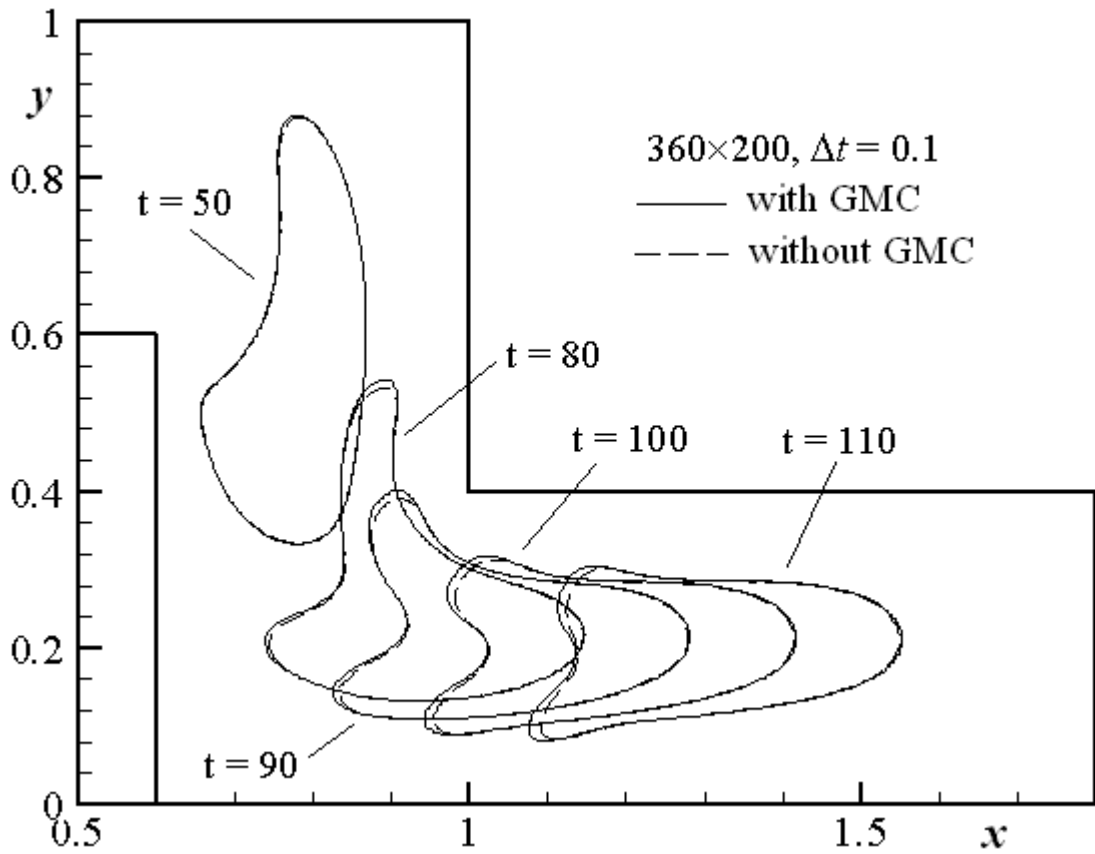 1
y
360×200, Δt = 0.1
0.8
with GMC
t = 50
without GMC
0.6
t = 80
t = 100
t = 110
0.4
0.2
t = 90
0
0.5
1
1.5
x